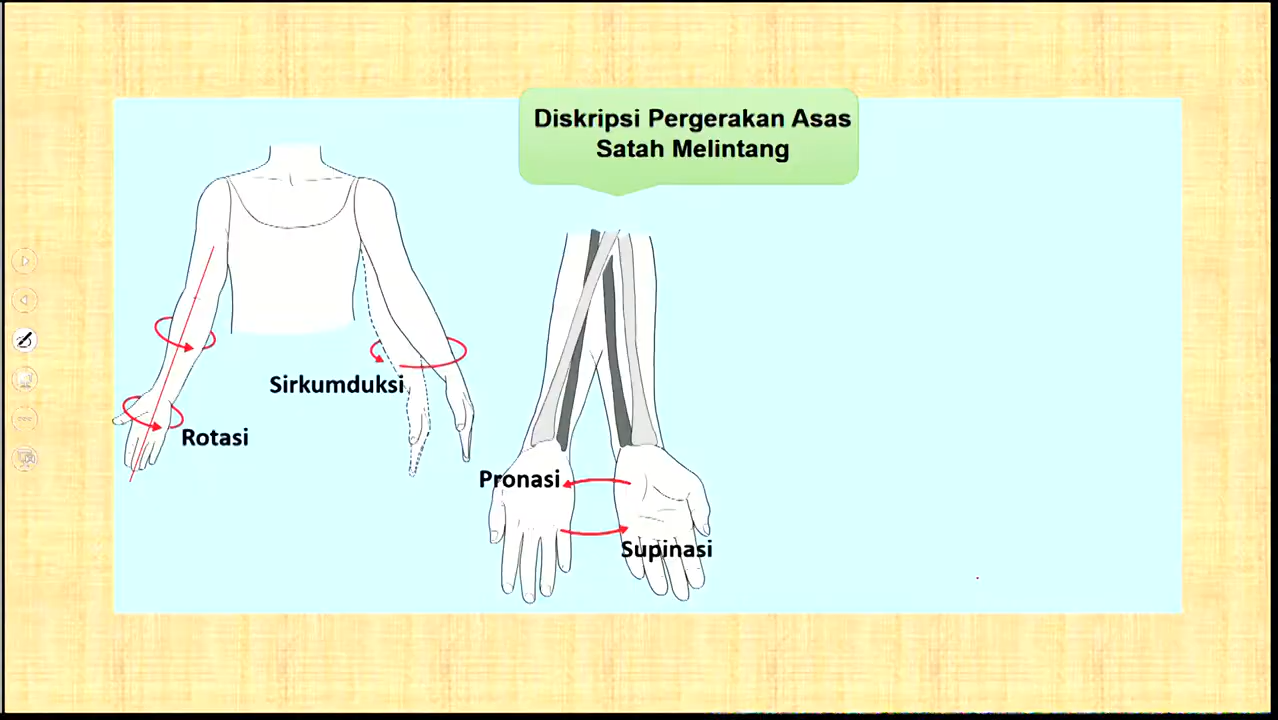 Diskripsi Pergerakan Asas
Satah Melintang
Sirkumduksi
Rotasi
Pronasi
Supinasi